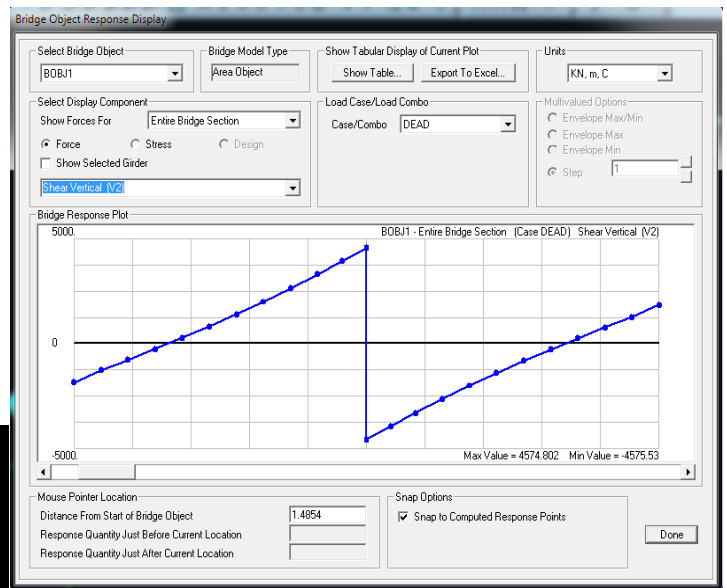 Bridge Object Response Display
Select Bridge Object
BOBJ1
Bridge Model Type
Area Object
Show Tabular Display of Current Plot
Show Table...
Export To Excel...
Units
KN, m, C
Select Display Component
Show Forces For
Entire Bridge Section
Force
Stress
Design
Show Selected Girder
Shear Vertical (V2)
Load Case/Load Combo
Case/Combo
DEAD
Multivalued Options
Envelope Max/Min
Envelope Max
Envelope Min
Step
1
Bridge Response Plot
5000.
BOBJ1 - Entire Bridge Section (Case DEAD) Shear Vertical (V2)
0
-5000.
Max Value = 4574.802 Min Value = -4575.53
Mouse Pointer Location
Distance From Start of Bridge Object
1.4854
Response Quantity Just Before Current Location
Response Quantity Just After Current Location
Snap Options
Snap to Computed Response Points
Done